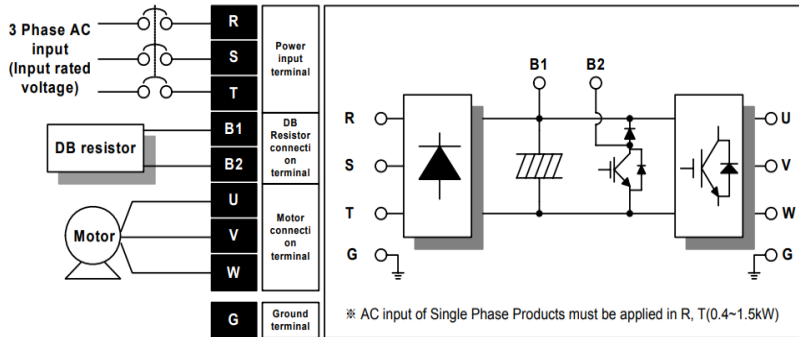 3 Phase AC
input
(Input rated
voltage)
R
S
T
Power
input
terminal
DB resistor
B1
B2
DB
Resistor
connecti
on
terminal
Motor
U
V
W
Motor
connecti
on
terminal
G
Ground
terminal
B1 B2
R
S
T
G
U
V
W
G
※ AC input of Single Phase Products must be applied in R, T(0.4~1.5kW)